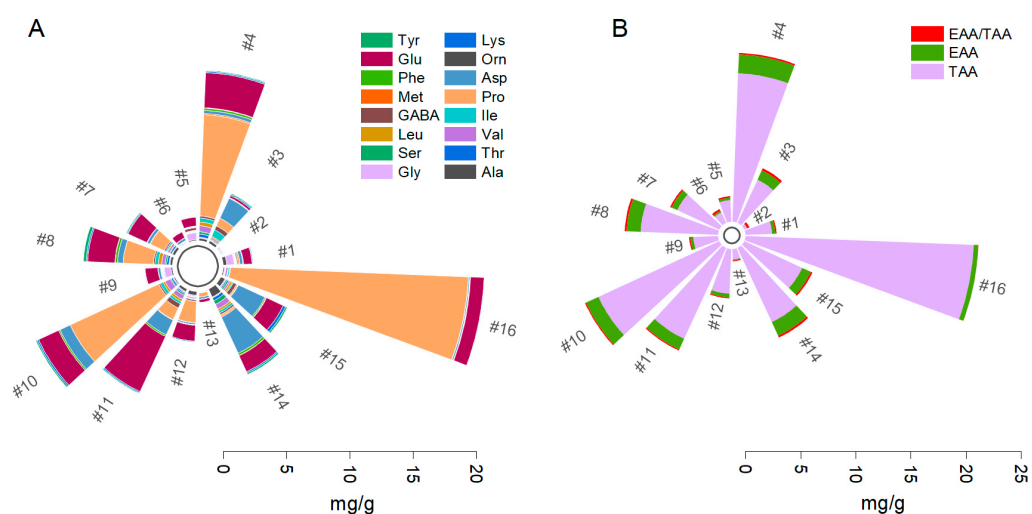 A
Tyr Lys
Glu Orn
Phe Asp
Met Pro
GABA Ile
Leu Val
Ser Thr
Gly Ala
#4
#3
#5
#2
#7
#6
#1
#8
#9
#16
#10
#11
#12
#13
#14
#15
0 5 10 15 20
mg/g
B
EAA/TAA
EAA
TAA
#4
#3
#5
#2
#7
#6
#1
#8
#9
#16
#10
#11
#12
#13
#14
#15
0 5 10 15 20 25
mg/g